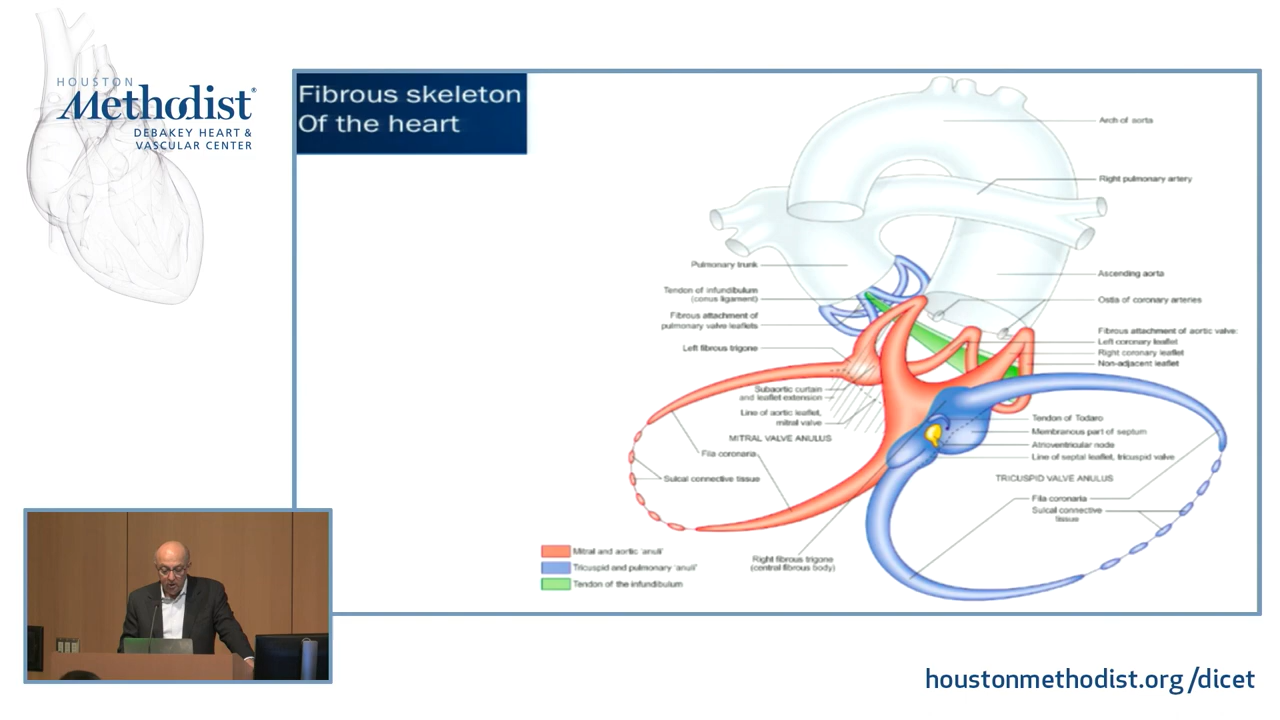 HOUSTON
Methodist®
DEBAKEY HEART &
VASCULAR CENTER
Fibrous skeleton
Of the heart
Arch of aorta
Right pulmonary artery
Pulmonary trunk
Ascending aorta
Tendon of infundibulum
(conus ligament)
Ostia of coronary arteries
Fibrous attachment of
pulmonary valve leaflets
Fibrous attachment of aortic valve:
Left coronary leaflet
Right coronary leaflet
Non-adjacent leaflet
Left fibrous trigone
Subaortic curtain
and leaflet extension
Line of aortic leaflet,
mitral valve
MITRAL VALVE ANULUS
Fila coronaria
Sulcal connective tissue
Tendon of Todaro
Membranous part of septum
Atrioventricular node
Line of septal leaflet, tricuspid valve
TRICUSPID VALVE ANULUS
Fila coronaria
Sulcal connective
tissue
Right fibrous trigone
(central fibrous body)
Mitral and aortic 'anuli'
Tricuspid and pulmonary 'anuli'
Tendon of the infundibulum
houstonmethodist.org/dicet